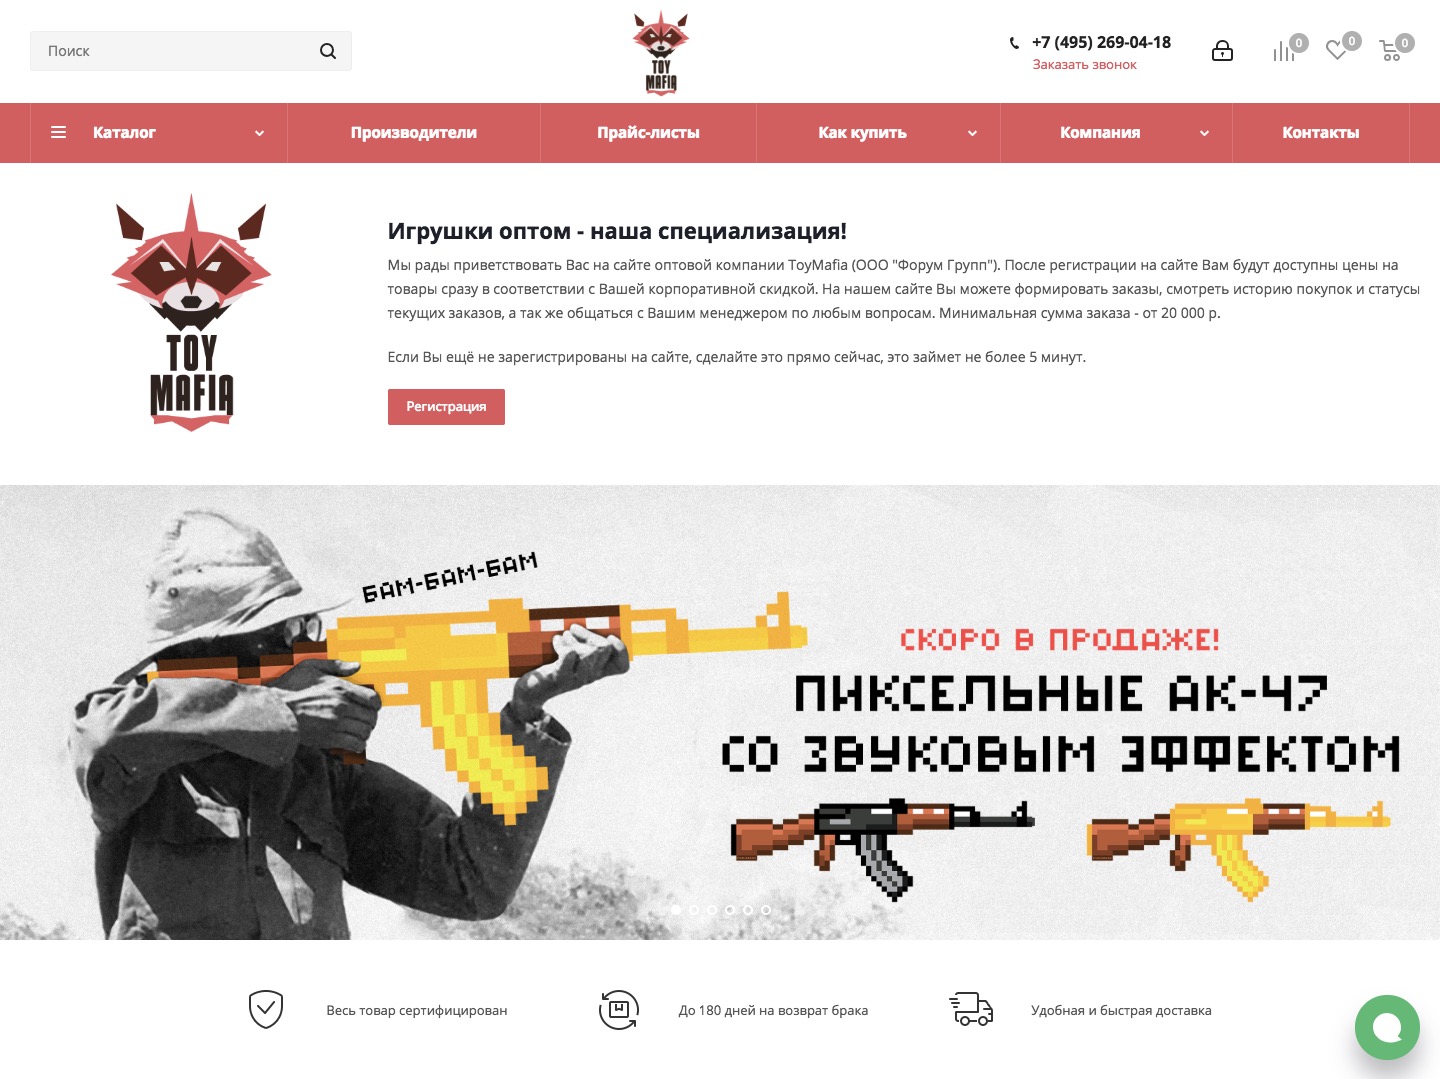 Поиск
TOY
MAFIA
+7 (495) 269-04-18
Заказать звонок
0
0
0
Каталог
Производители
Прайс-листы
Как купить
Компания
Контакты
TOY
MAFIA
Игрушки оптом - наша специализация!
Мы рады приветствовать Вас на сайте оптовой компании ToyMafia (ООО "Форум Групп"). После регистрации на сайте Вам будут доступны цены на
товары сразу в соответствии с Вашей корпоративной скидкой. На нашем сайте Вы можете формировать заказы, смотреть историю покупок и статусы
текущих заказов, а так же общаться с Вашим менеджером по любым вопросам. Минимальная сумма заказа - от 20 000 р.
Если Вы ещё не зарегистрированы на сайте, сделайте это прямо сейчас, это займет не более 5 минут.
Регистрация
БАМ-БАМ-БАМ
СКОРО В ПРОДАЖЕ!
ПИКСЕЛЬНЫЕ АК-47
СО ЗВУКОВЫМ ЭФФЕКТОМ
Весь товар сертифицирован
До 180 дней на возврат брака
Удобная и быстрая доставка